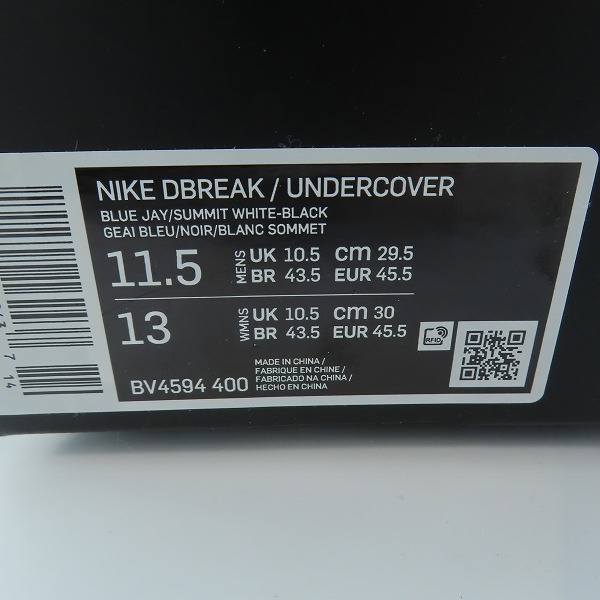 NIKE DBREAK / UNDERCOVER
BLUE JAY/SUMMIT WHITE-BLACK
GEAI BLEU/NOIR/BLANC SOMMET
11.5 MENS UK 10.5 cm 29.5
BR 43.5 EUR 45.5
13 WMNS UK 10.5 cm 30
BR 43.5 EUR 45.5
RFID
MADE IN CHINA /
FABRIQUE EN CHINE /
FABRICADO NA CHINA /
HECHO EN CHINA
BV4594 400
7 14